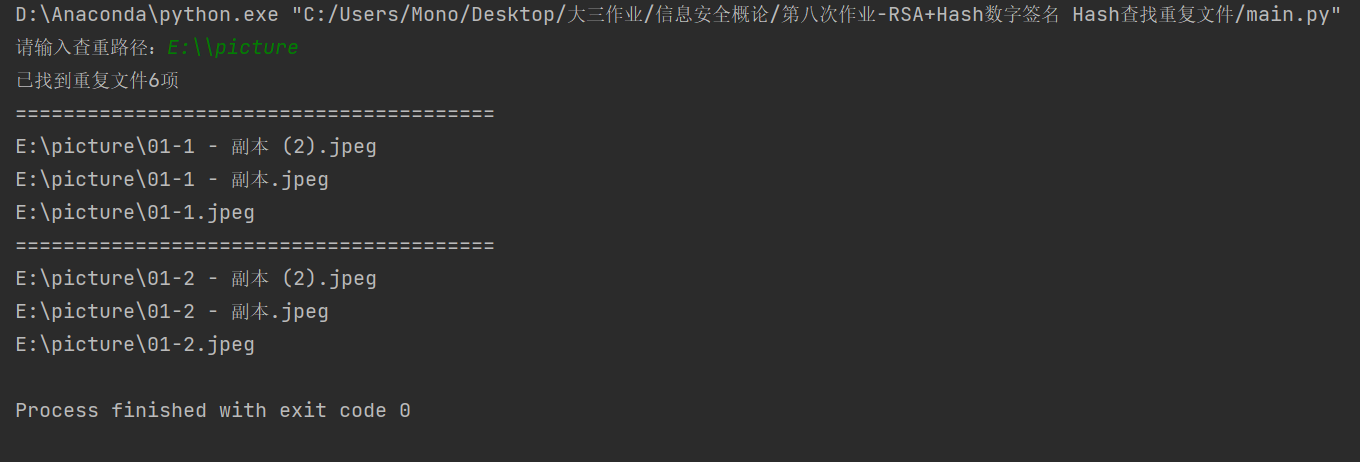 D:\Anaconda\python.exe "C:/Users/Mono/Desktop/大三作业/信息安全概论/第八次作业-RSA+Hash数字签名 Hash查找重复文件/main.py"
请输入查重路径：E:\\picture
已找到重复文件6项
========================================
E:\picture\01-1 - 副本 (2).jpeg
E:\picture\01-1 - 副本.jpeg
E:\picture\01-1.jpeg
========================================
E:\picture\01-2 - 副本 (2).jpeg
E:\picture\01-2 - 副本.jpeg
E:\picture\01-2.jpeg
Process finished with exit code 0